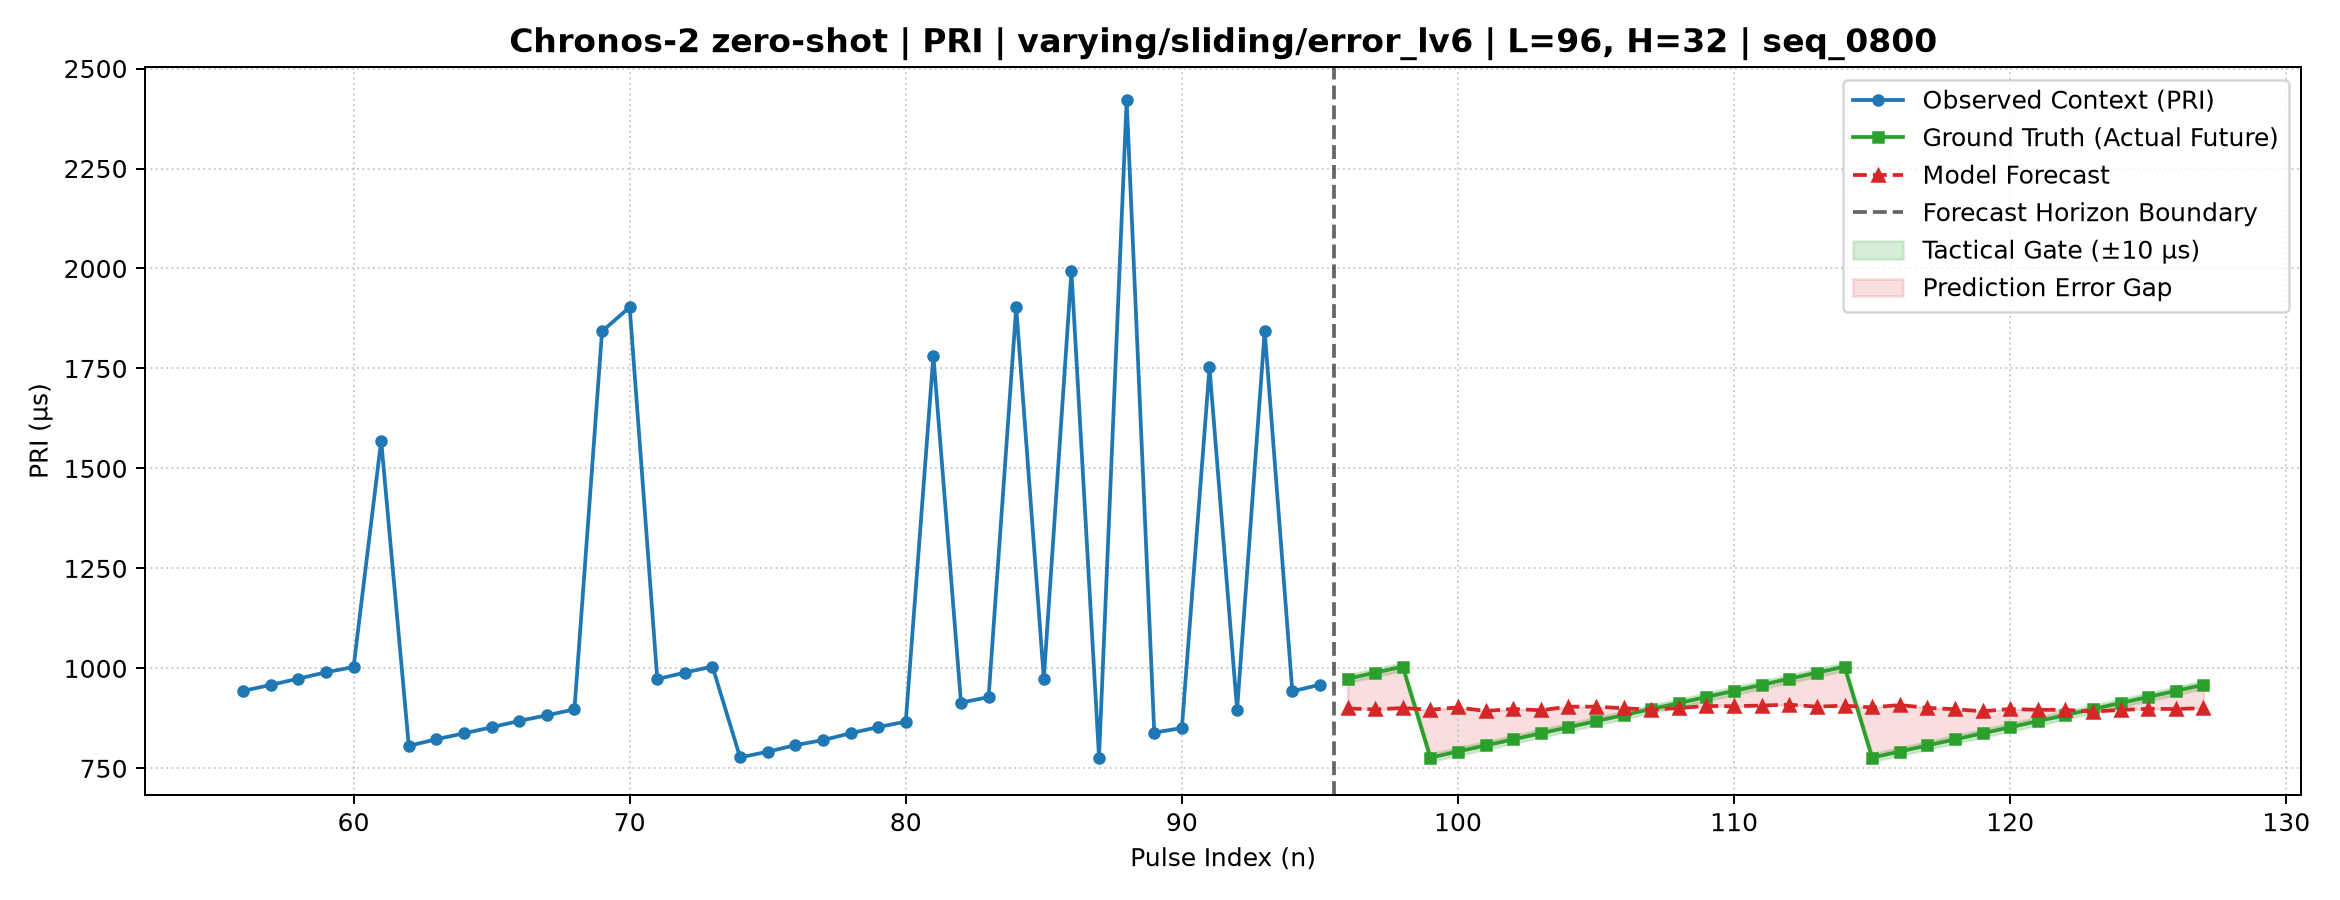 Chronos-2 zero-shot | PRI | varying/sliding/error_lv6 | L=96, H=32 | seq_0800
2500
2250
2000
1750
1500
1250
1000
750
PRI (µs)
60
70
80
90
100
110
120
130
Pulse Index (n)
Observed Context (PRI)
Ground Truth (Actual Future)
Model Forecast
Forecast Horizon Boundary
Tactical Gate (±10 µs)
Prediction Error Gap